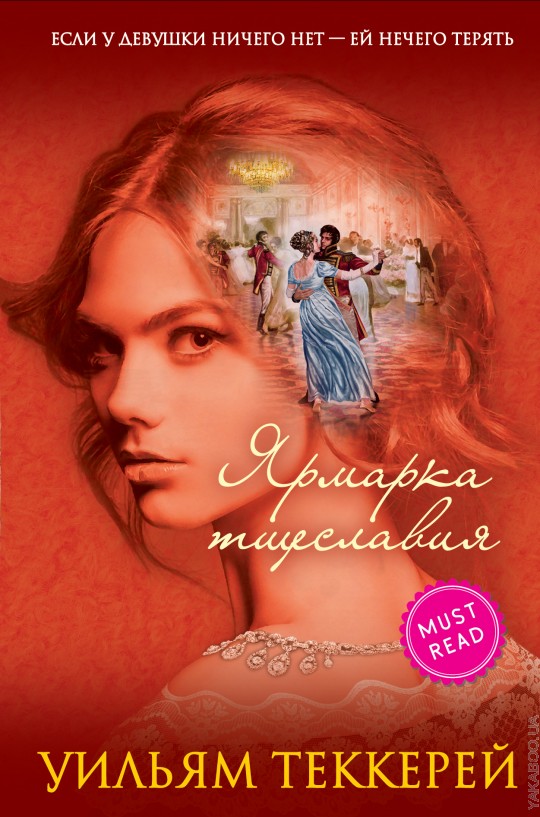 ЕСЛИ У ДЕВУШКИ НИЧЕГО НЕТ — ЕЙ НЕЧЕГО ТЕРЯТЬ
Ярмарка
тщеславия
MUST
READ
УИЛЬЯМ ТЕККЕРЕЙ
YAKABOO.UA